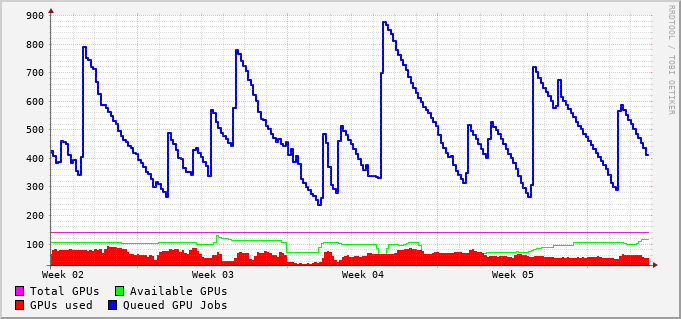 900
800
700
600
500
400
300
200
100
Week 02 Week 03 Week 04 Week 05
Total GPUs Available GPUs
GPUs used Queued GPU Jobs
RRDTOOL / TOBI OETIKER